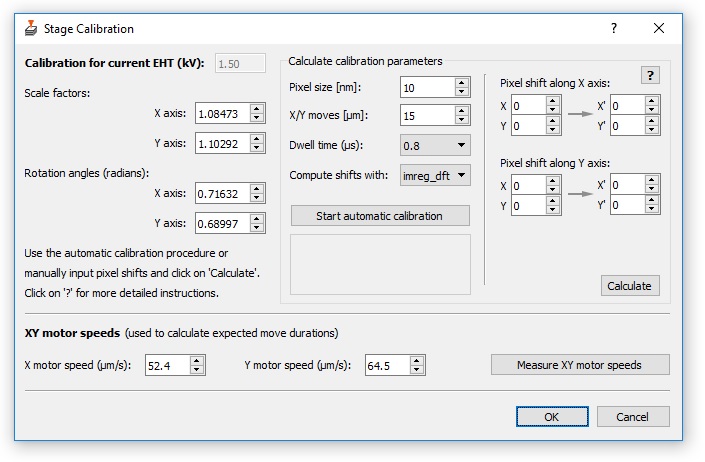 Stage Calibration
Calibration for current EHT (kV): 1.50
Scale factors:
X axis: 1.08473
Y axis: 1.10292
Rotation angles (radians):
X axis: 0.71632
Y axis: 0.68997
Use the automatic calibration procedure or
manually input pixel shifts and click on 'Calculate'.
Click on '?' for more detailed instructions.
Calculate calibration parameters
Pixel size [nm]: 10
X/Y moves [µm]: 15
Dwell time (µs): 0.8
Compute shifts with: imreg_dft
Start automatic calibration
?
Pixel shift along X axis:
X 0 X' 0
Y 0 Y' 0
Pixel shift along Y axis:
X 0 X' 0
Y 0 Y' 0
Calculate
XY motor speeds (used to calculate expected move durations)
X motor speed (µm/s): 52.4 Y motor speed (µm/s): 64.5 Measure XY motor speeds
OK Cancel